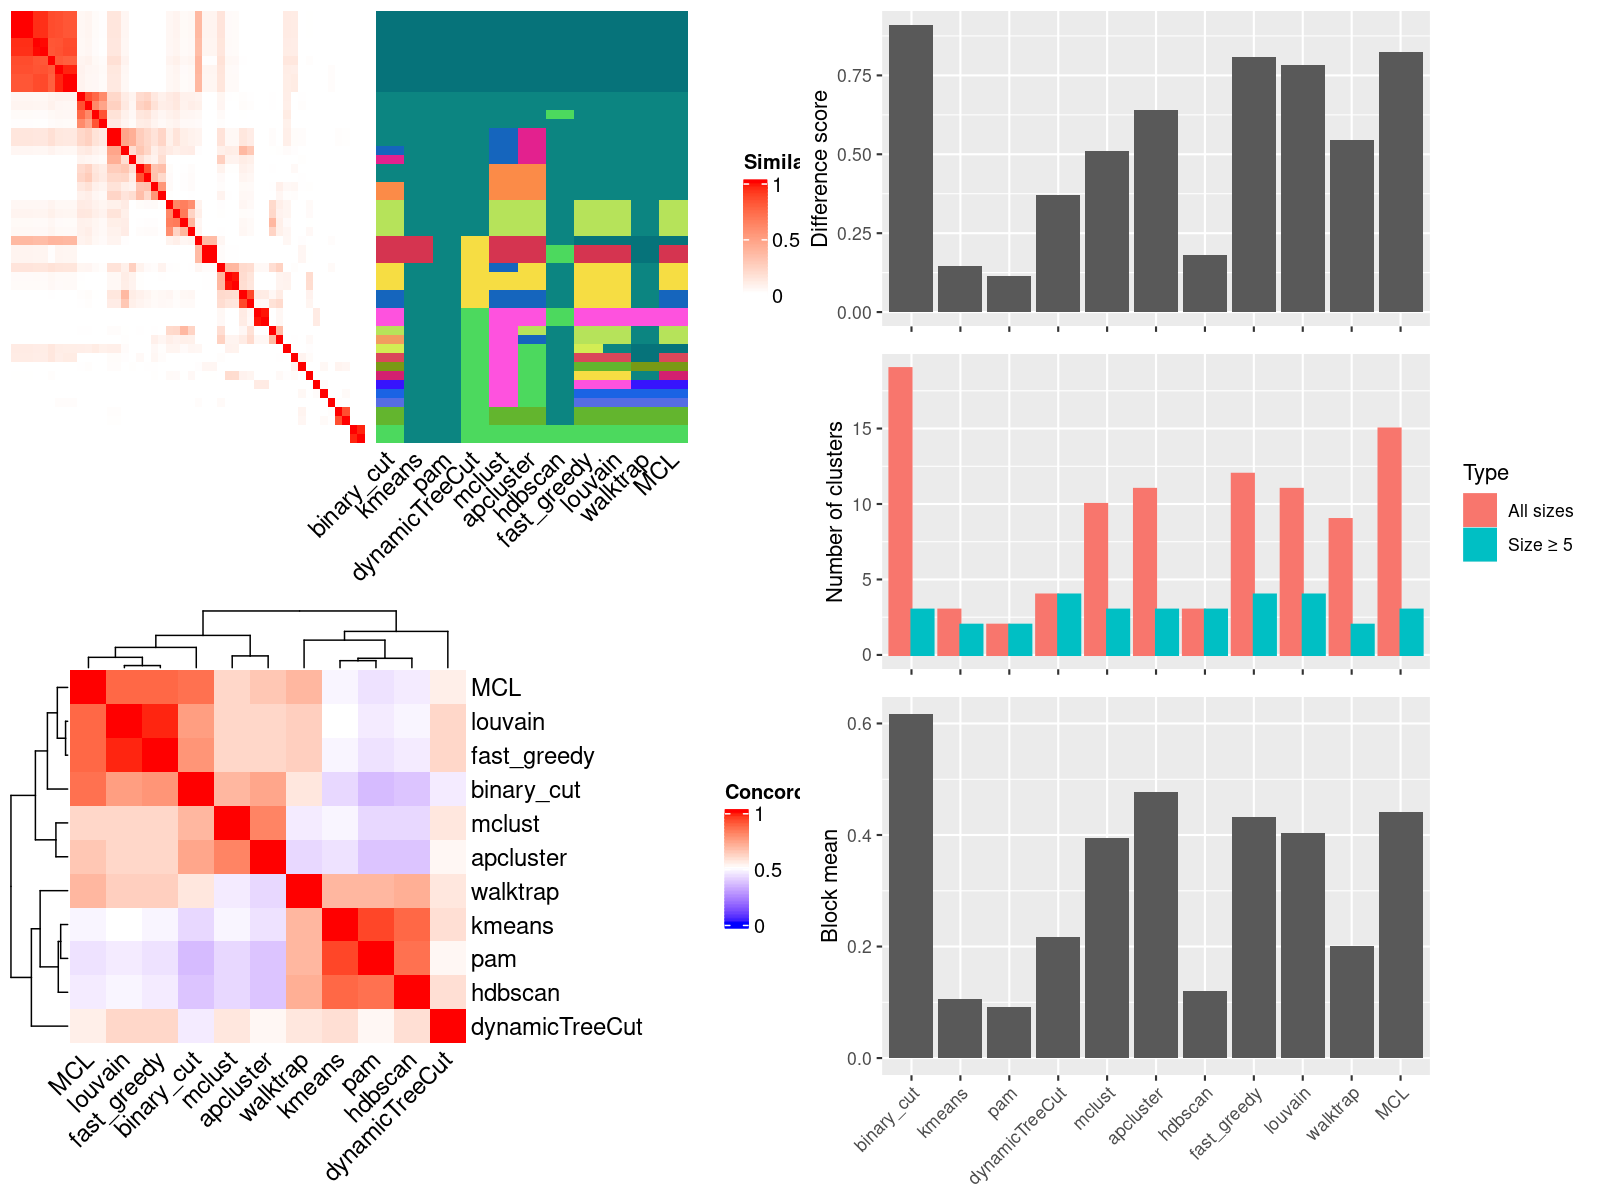 Simila
1
0.5
0
binary_cut
kmeans
pam
dynamicTreeCut
mclust
apcluster
hdbscan
fast_greedy
louvain
walktrap
MCL
MCL
louvain
fast_greedy
binary_cut
mclust
apcluster
walktrap
kmeans
pam
hdbscan
dynamicTreeCut
MCL
louvain
fast_greedy
binary_cut
mclust
apcluster
walktrap
kmeans
pam
hdbscan
dynamicTreeCut
Concord
1
0.5
0
Difference score
0.75
0.50
0.25
0.00
Number of clusters
15
10
5
0
Type
All sizes
Size ≥ 5
Block mean
0.6
0.4
0.2
0.0
binary_cut
kmeans
pam
dynamicTreeCut
mclust
apcluster
hdbscan
fast_greedy
louvain
walktrap
MCL